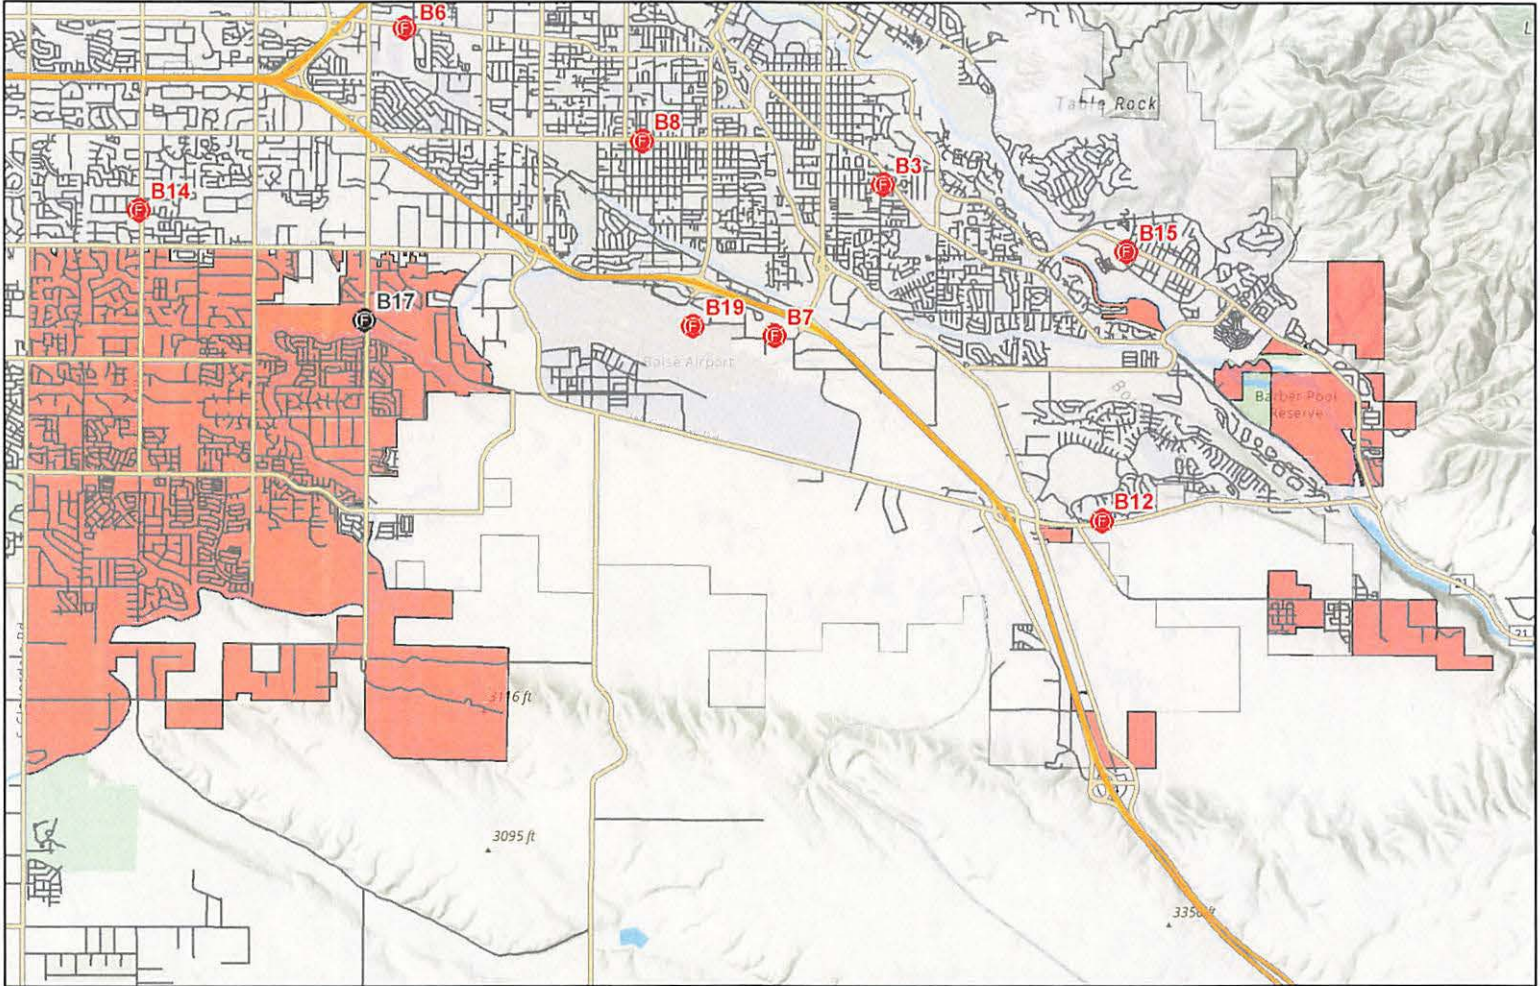 B6
Table Rock
B8
B3
B14
B15
B17
B19
B7
Boise Airport
Barber Pool
Reserve
B12
21
21
3116 ft
3095 ft